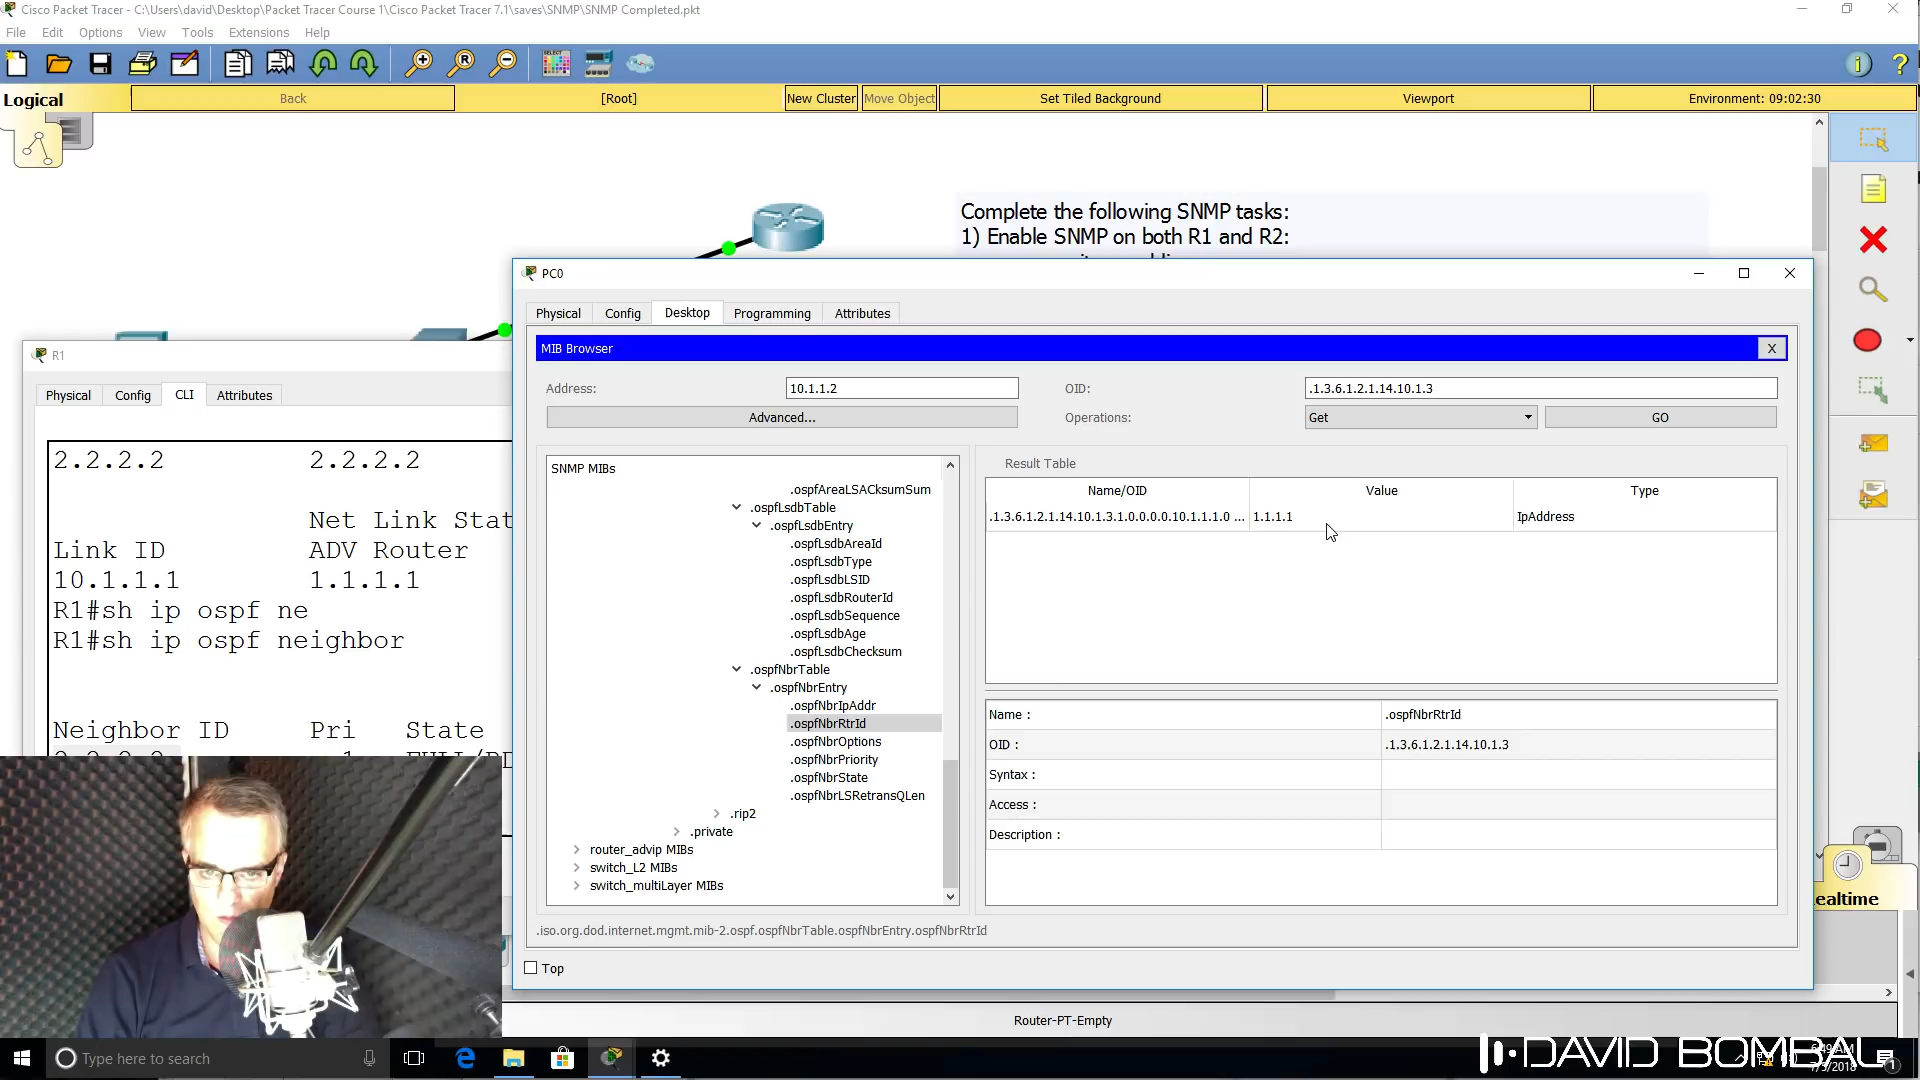 Cisco Packet Tracer - C:\Users\david\Desktop\Packet Tracer Course 1\Cisco Packet Tracer 7.1\saves\SNMP\SNMP Completed.pkt
File Edit Options View Tools Extensions Help
Logical Back [Root] New Cluster Move Object Set Tiled Background Viewport Environment: 09:02:30
Complete the following SNMP tasks:
1) Enable SNMP on both R1 and R2:
R1
Physical Config CLI Attributes
2.2.2.2 2.2.2.2
Net Link Stat
Link ID ADV Router
10.1.1.1 1.1.1.1
R1#sh ip ospf ne
R1#sh ip ospf neighbor
Neighbor ID Pri State
PC0
Physical Config Desktop Programming Attributes
MIB Browser X
Address: 10.1.1.2 OID: .1.3.6.1.2.1.14.10.1.3
Advanced... Operations: Get GO
SNMP MIBs
.ospfAreaLSACksumSum
.ospfLsdbTable
.ospfLsdbEntry
.ospfLsdbAreaId
.ospfLsdbType
.ospfLsdbLSID
.ospfLsdbRouterId
.ospfLsdbSequence
.ospfLsdbAge
.ospfLsdbChecksum
.ospfNbrTable
.ospfNbrEntry
.ospfNbrIpAddr
.ospfNbrRtrId
.ospfNbrOptions
.ospfNbrPriority
.ospfNbrState
.ospfNbrLSRetransQLen
.rip2
.private
router_advip MIBs
switch_L2 MIBs
switch_multiLayer MIBs
Result Table
Name/OID Value Type
.1.3.6.1.2.1.14.10.1.3.1.0.0.0.0.10.1.1.1.0 ... 1.1.1.1 IpAddress
Name : .ospfNbrRtrId
OID : .1.3.6.1.2.1.14.10.1.3
Syntax :
Access :
Description :
.iso.org.dod.internet.mgmt.mib-2.ospf.ospfNbrTable.ospfNbrEntry.ospfNbrRtrId
Top
ealtime
Router-PT-Empty
Type here to search
DAVID BOMBAL